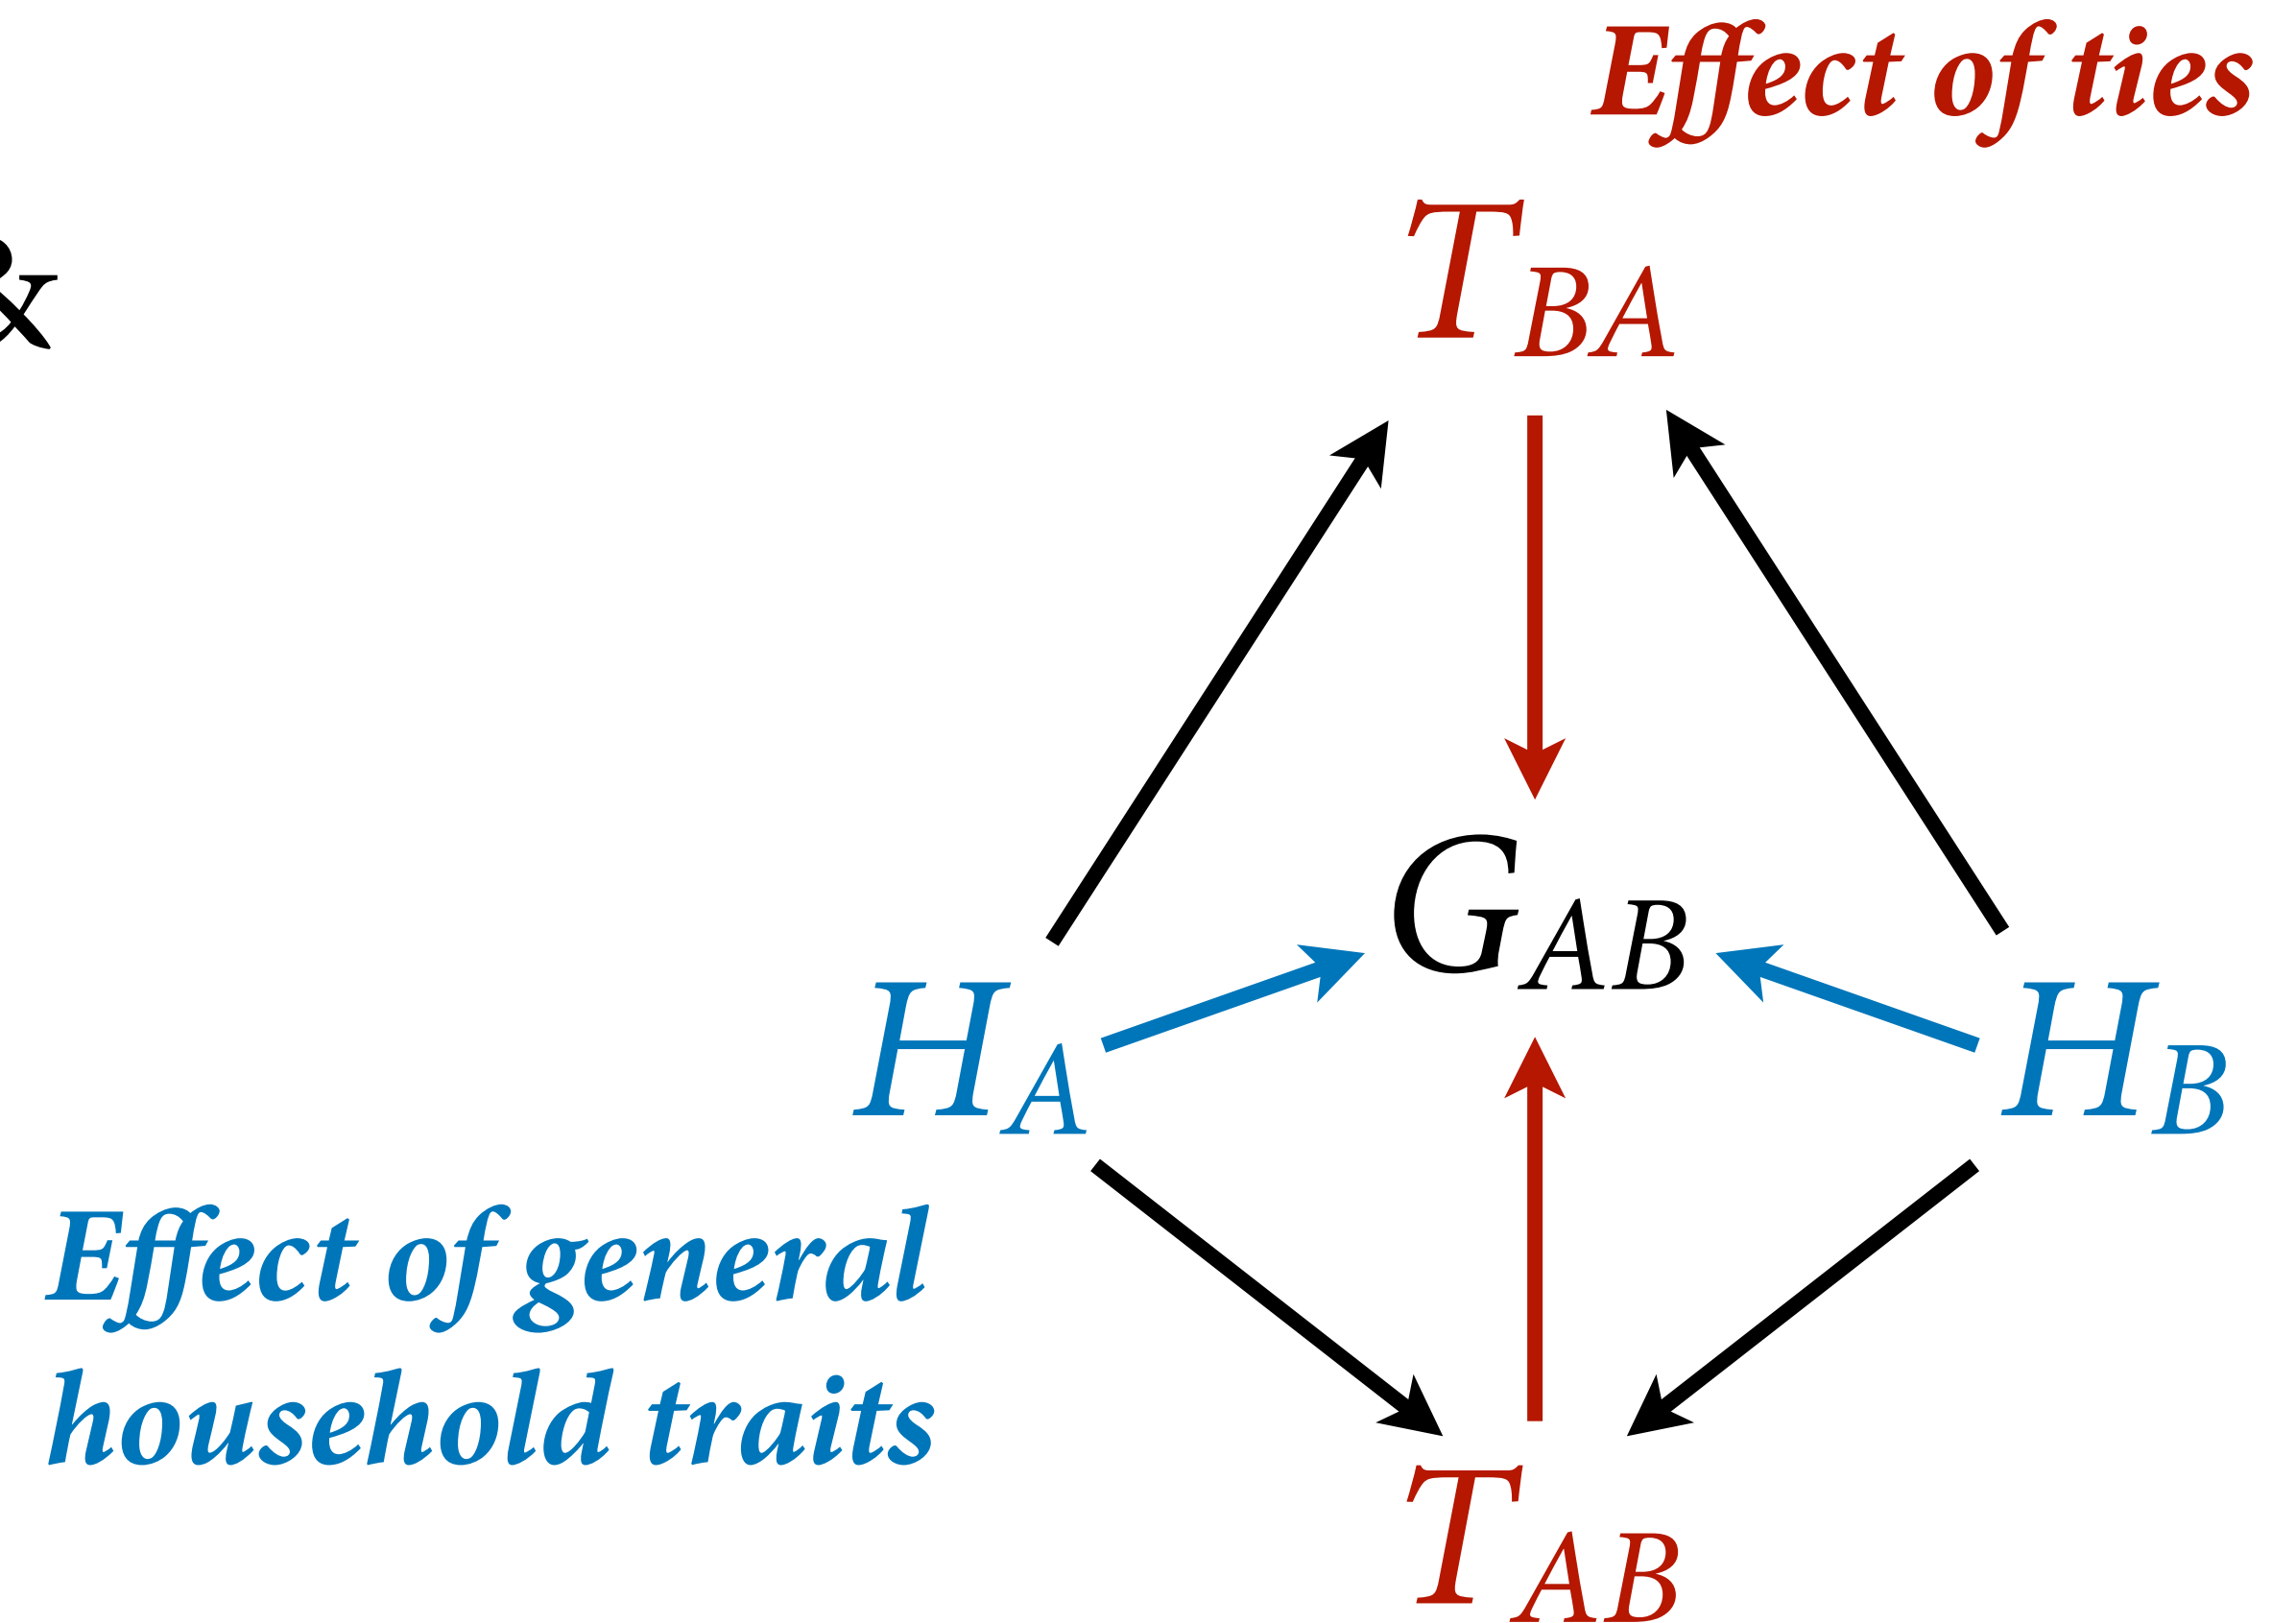 Effect of ties
T_BA
&
G_AB
H_A
H_B
Effect of general
household traits
T_AB